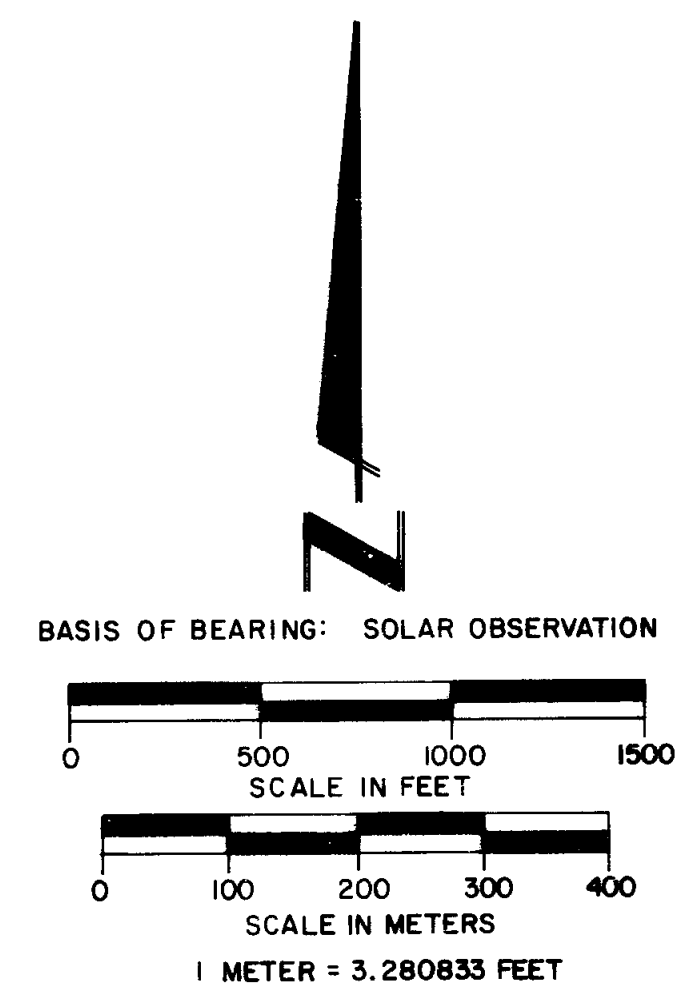 N
BASIS OF BEARING: SOLAR OBSERVATION
0 500 1000 1500
SCALE IN FEET
0 100 200 300 400
SCALE IN METERS
1 METER = 3.280833 FEET